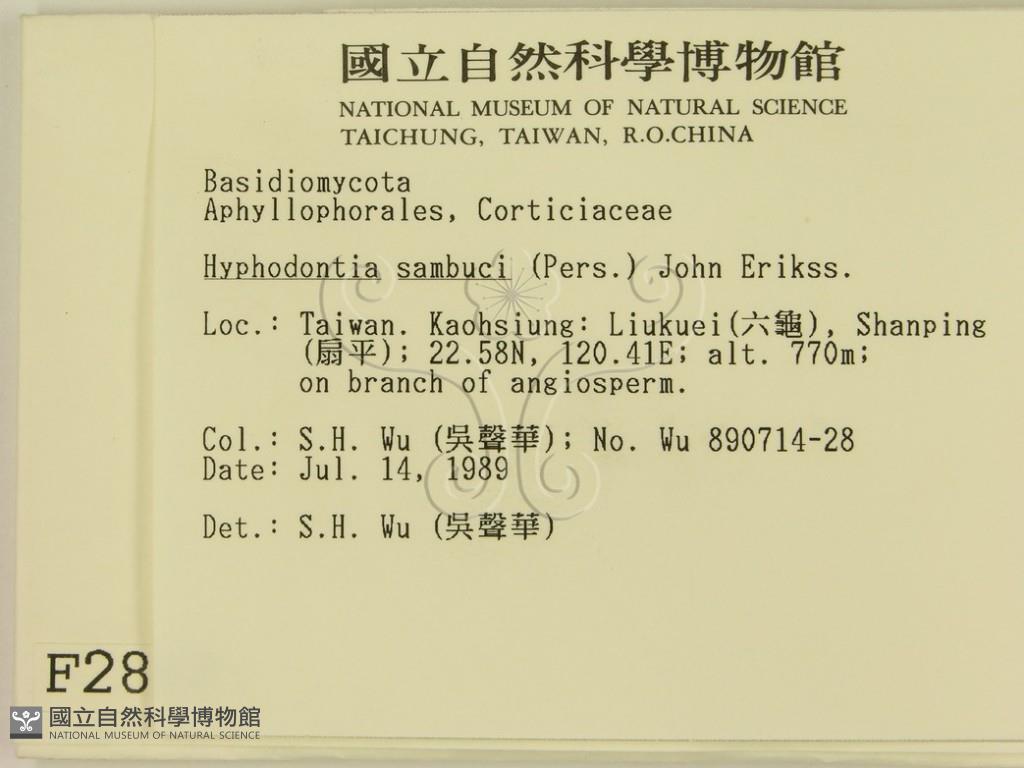 國立自然科學博物館
NATIONAL MUSEUM OF NATURAL SCIENCE
TAICHUNG, TAIWAN, R.O.CHINA
Basidiomycota
Aphyllophorales, Corticiaceae
Hyphodontia sambuci (Pers.) John Erikss.
Loc.: Taiwan. Kaohsiung: Liukuei(六龜), Shanping
(扇平); 22.58N, 120.41E; alt. 770m;
on branch of angiosperm.
Col.: S.H. Wu (吳聲華); No. Wu 890714-28
Date: Jul. 14, 1989
Det.: S.H. Wu (吳聲華)
F28
國立自然科學博物館
NATIONAL MUSEUM OF NATURAL SCIENCE